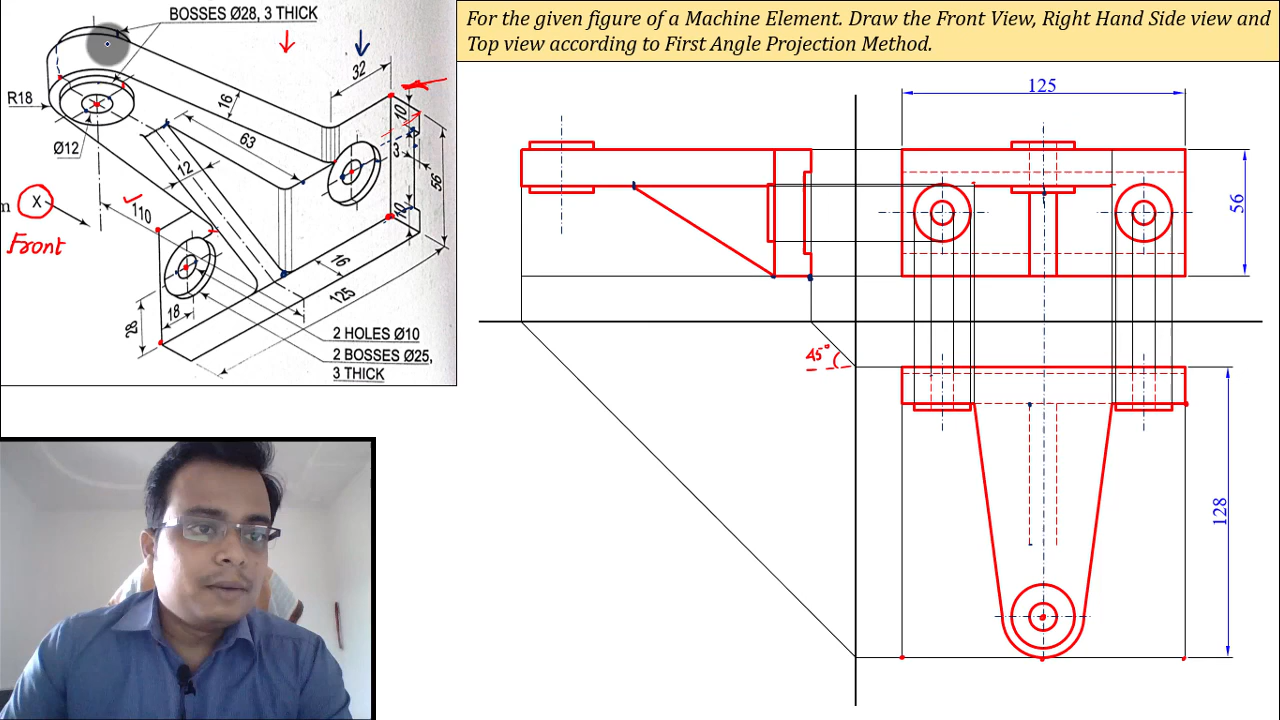 For the given figure of a Machine Element. Draw the Front View, Right Hand Side view and
Top view according to First Angle Projection Method.
BOSSES Ø28, 3 THICK
32
R18
16
10
Ø12
63
3
56
12
m
X
Front
110
10
16
125
18
28
2 HOLES Ø10
2 BOSSES Ø25,
3 THICK
125
56
45°
128